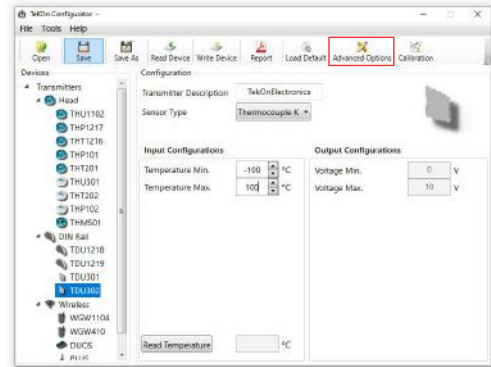 TekOn Configurator -
File Tools Help
Open Save Save As Read Device Write Device Report Load Default Advanced Options Calibration
Devices
Transmitters
Head
THU1102
THP1217
THT1216
THP101
THT201
THU301
THT202
THP102
THM501
DIN Rail
TDU1218
TDU1219
TDU301
TDU302
Wireless
WGW1104
WGW410
DUOS
PLUS
Configuration
Transmitter Description TekOnElectronics
Sensor Type Thermocouple K
Input Configurations
Temperature Min. -100 °C
Temperature Max. 100 °C
Read Temperature °C
Output Configurations
Voltage Min. 0 V
Voltage Max. 10 V